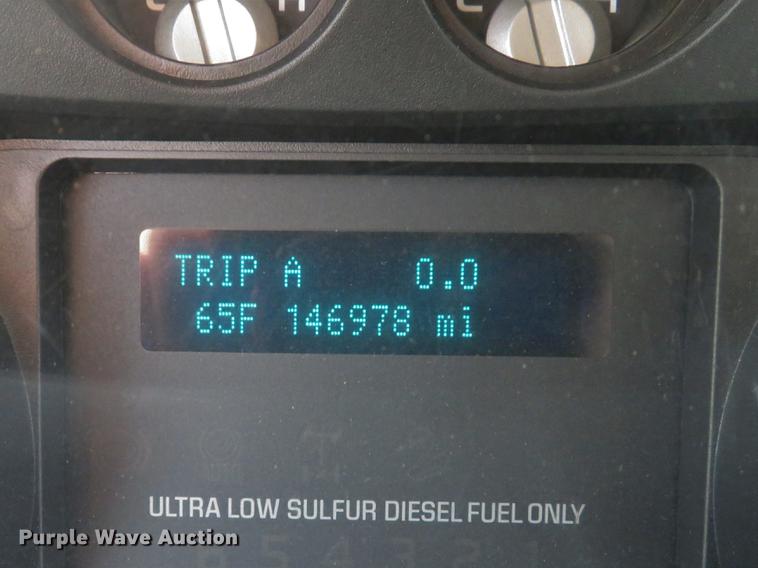 TRIP A 0.0
65F 146978 mi
ULTRA LOW SULFUR DIESEL FUEL ONLY
Purple Wave Auction